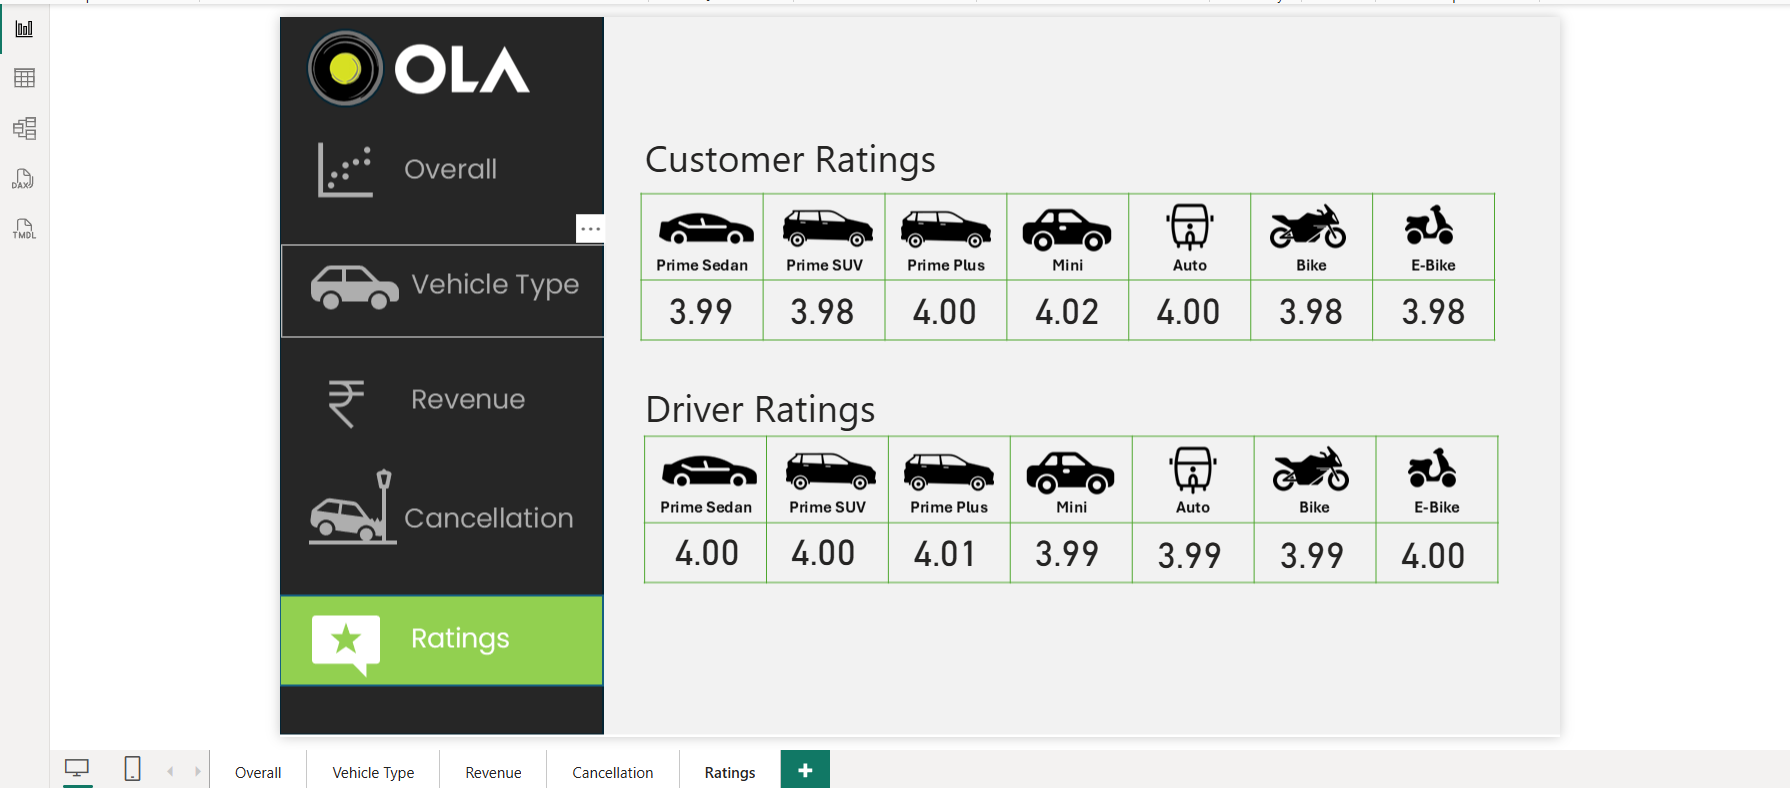 DAX
TMDL
OLA
Overall
...
Vehicle Type
₹ Revenue
Cancellation
Ratings
Customer Ratings
Prime Sedan Prime SUV Prime Plus Mini Auto Bike E-Bike
3.99 3.98 4.00 4.02 4.00 3.98 3.98
Driver Ratings
Prime Sedan Prime SUV Prime Plus Mini Auto Bike E-Bike
4.00 4.00 4.01 3.99 3.99 3.99 4.00
Overall Vehicle Type Revenue Cancellation Ratings +